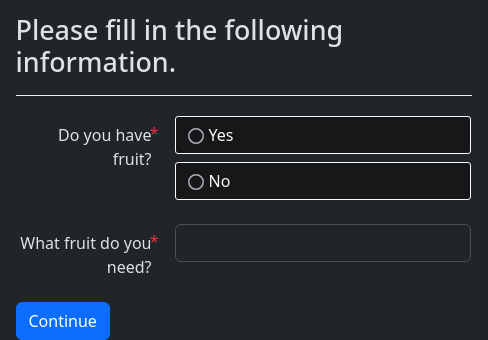 Please fill in the following
information.
Do you have*
fruit?
Yes
No
What fruit do you*
need?
Continue